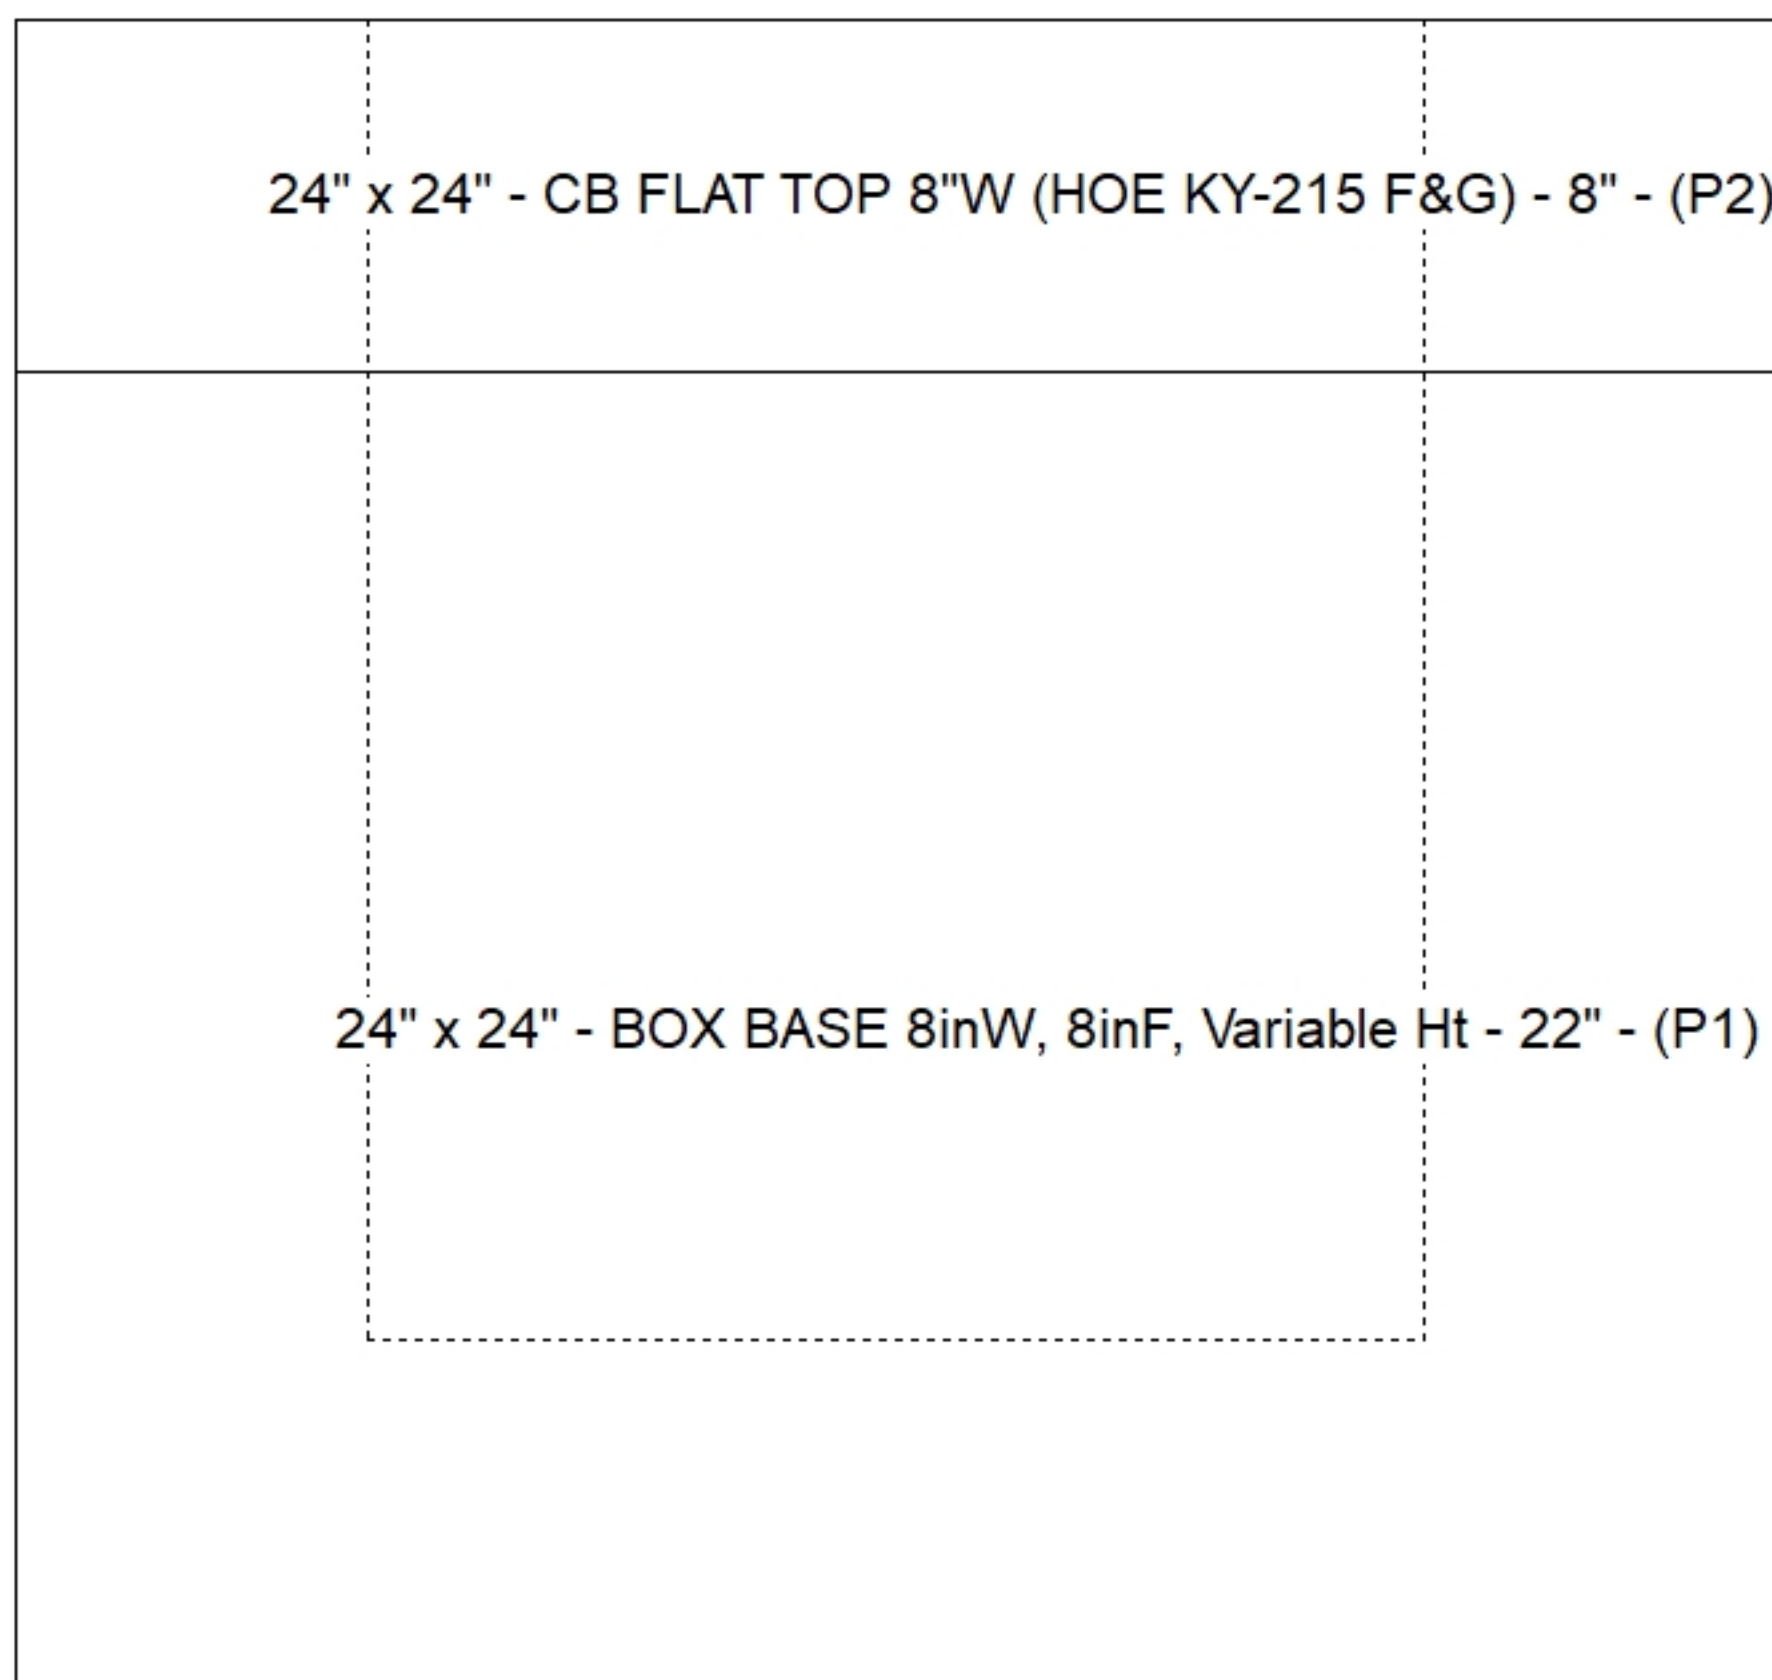 24" x 24" - CB FLAT TOP 8"W (HOE KY-215 F&G) - 8" - (P2)
24" x 24" - BOX BASE 8inW, 8inF, Variable Ht - 22" - (P1)